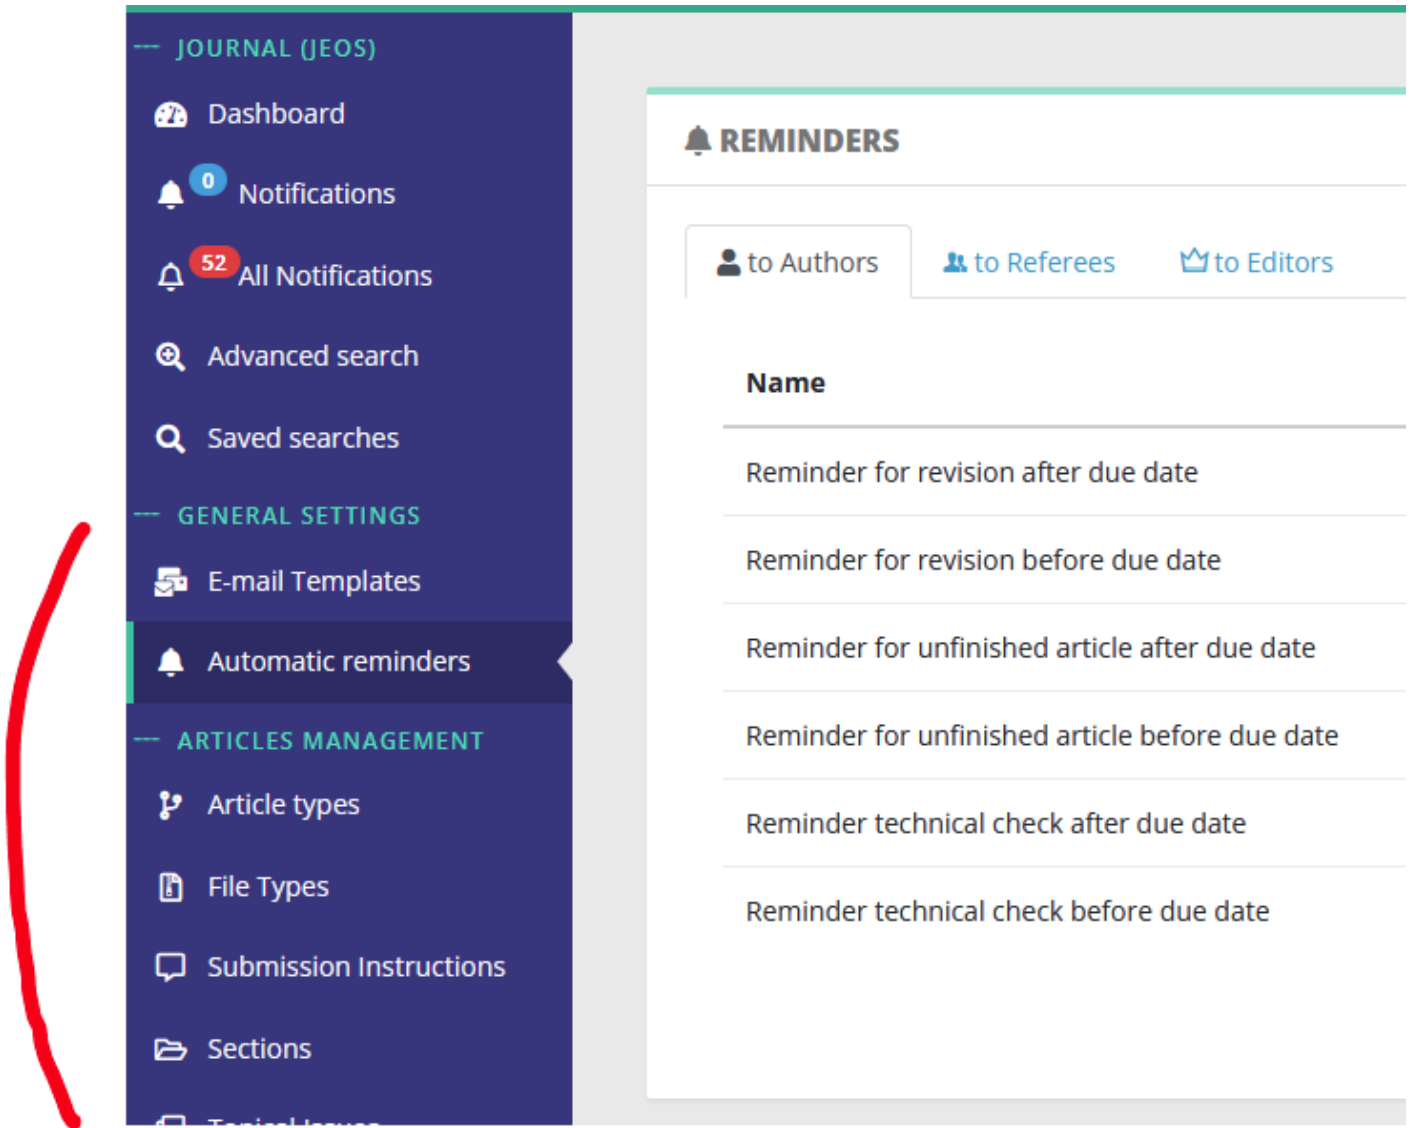 JOURNAL (JEOS)
Dashboard
0 Notifications
52 All Notifications
Advanced search
Saved searches
GENERAL SETTINGS
E-mail Templates
Automatic reminders
ARTICLES MANAGEMENT
Article types
File Types
Submission Instructions
Sections
Topical Issues
REMINDERS
to Authors to Referees to Editors
Name
Reminder for revision after due date
Reminder for revision before due date
Reminder for unfinished article after due date
Reminder for unfinished article before due date
Reminder technical check after due date
Reminder technical check before due date